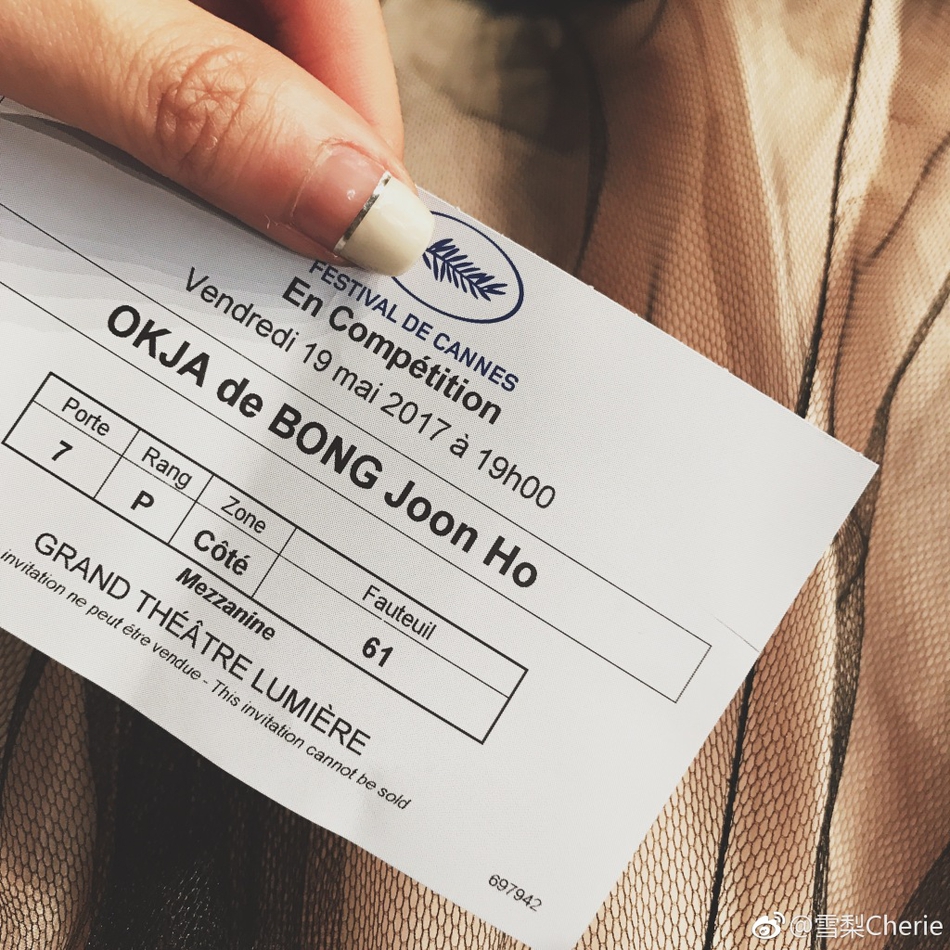 FESTIVAL DE CANNES
En Compétition
Vendredi 19 mai 2017 à 19h00
OKJA de BONG Joon Ho
Porte Rang Zone Fauteuil
7 P Côté 61
Mezzanine
GRAND THÉÂTRE LUMIÈRE
invitation ne peut être vendue - This invitation cannot be sold
697942
@雪梨Cherie